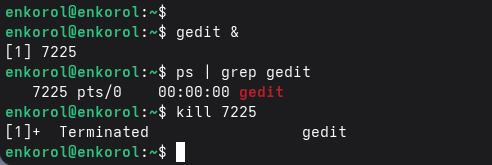 enkorol@enkorol:~$
enkorol@enkorol:~$ gedit &
[1] 7225
enkorol@enkorol:~$ ps | grep gedit
   7225 pts/0    00:00:00 gedit
enkorol@enkorol:~$ kill 7225
[1]+  Terminated                 gedit
enkorol@enkorol:~$